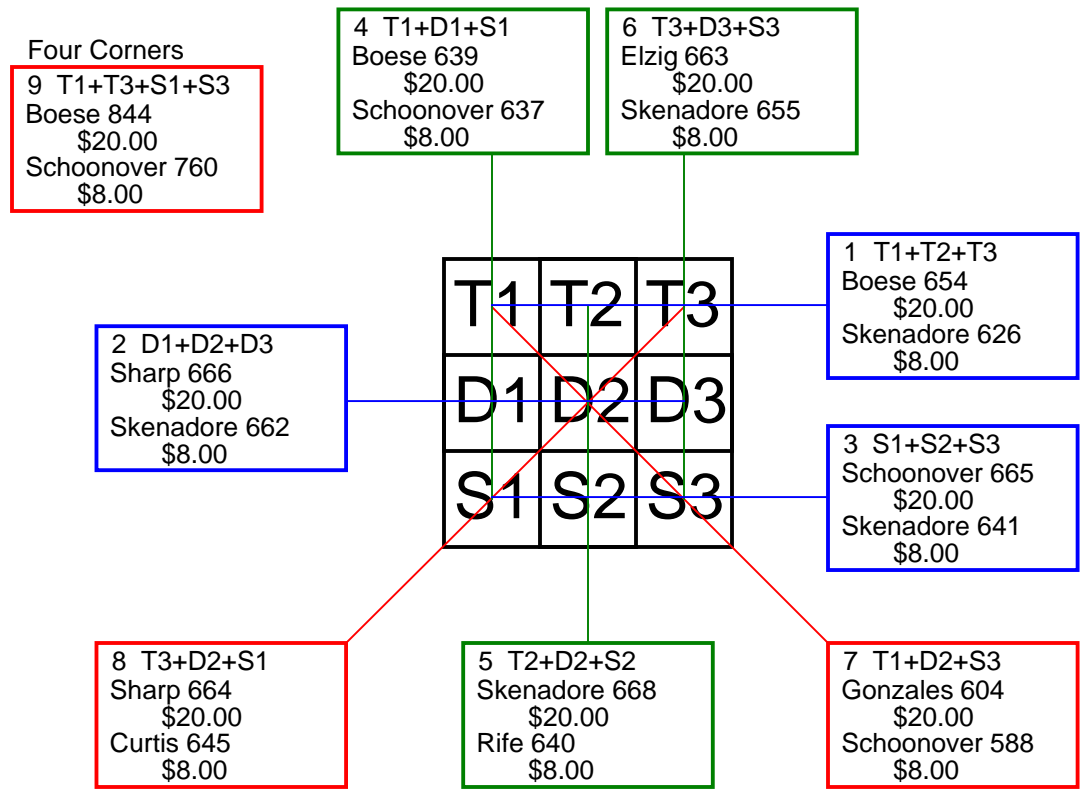 Four Corners
9 T1+T3+S1+S3
Boese 844
$20.00
Schoonover 760
$8.00
4 T1+D1+S1
Boese 639
$20.00
Schoonover 637
$8.00
6 T3+D3+S3
Elzig 663
$20.00
Skenadore 655
$8.00
1 T1+T2+T3
Boese 654
$20.00
Skenadore 626
$8.00
2 D1+D2+D3
Sharp 666
$20.00
Skenadore 662
$8.00
T1 T2 T3
D1 D2 D3
S1 S2 S3
3 S1+S2+S3
Schoonover 665
$20.00
Skenadore 641
$8.00
8 T3+D2+S1
Sharp 664
$20.00
Curtis 645
$8.00
5 T2+D2+S2
Skenadore 668
$20.00
Rife 640
$8.00
7 T1+D2+S3
Gonzales 604
$20.00
Schoonover 588
$8.00